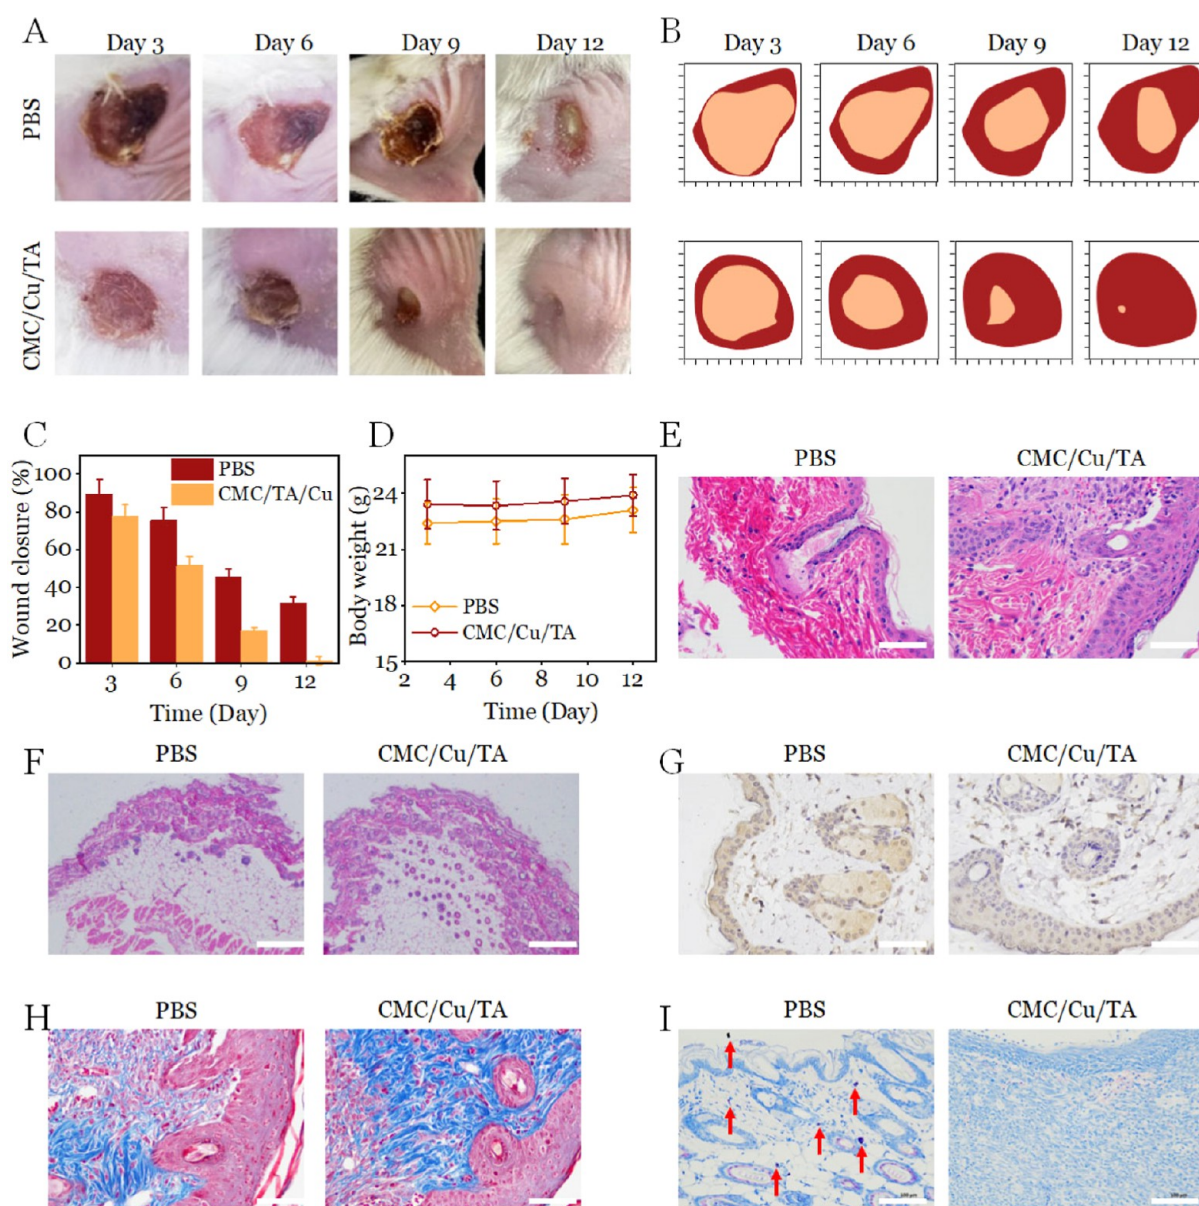 A
Day 3 Day 6 Day 9 Day 12
PBS
CMC/Cu/TA
B
Day 3 Day 6 Day 9 Day 12
C
Wound closure (%)
100
80
60
40
20
0
PBS
CMC/TA/Cu
3 6 9 12
Time (Day)
D
Body weight (g)
24
21
18
15
PBS
CMC/Cu/TA
2 4 6 8 10 12
Time (Day)
E
PBS CMC/Cu/TA
F
PBS CMC/Cu/TA
G
PBS CMC/Cu/TA
H
PBS CMC/Cu/TA
I
PBS CMC/Cu/TA